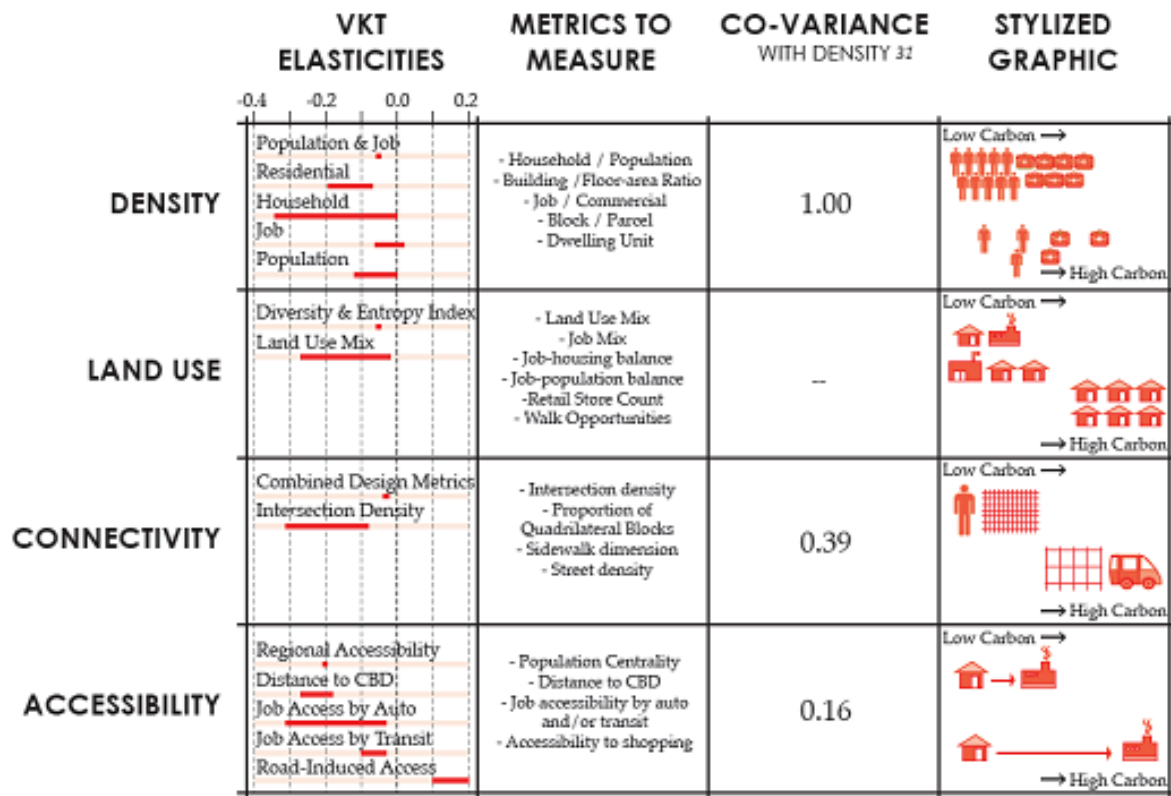 VKT
ELASTICITIES
METRICS TO
MEASURE
CO-VARIANCE
WITH DENSITY 31
STYLIZED
GRAPHIC
-0.4 -0.2 0.0 0.2
DENSITY
Population & Job
Residential
Household
Job
Population
- Household / Population
- Building /Floor-area Ratio
- Job / Commercial
- Block / Parcel
- Dwelling Unit
1.00
Low Carbon →
→ High Carbon
LAND USE
Diversity & Entropy Index
Land Use Mix
- Land Use Mix
- Job Mix
- Job-housing balance
- Job-population balance
-Retail Store Count
- Walk Opportunities
--
Low Carbon →
→ High Carbon
CONNECTIVITY
Combined Design Metrics
Intersection Density
- Intersection density
- Proportion of
Quadrilateral Blocks
- Sidewalk dimension
- Street density
0.39
Low Carbon →
→ High Carbon
ACCESSIBILITY
Regional Accessibility
Distance to CBD
Job Access by Auto
Job Access by Transit
Road-Induced Access
- Population Centrality
- Distance to CBD
- Job accessibility by auto
and/or transit
- Accessibility to shopping
0.16
Low Carbon →
→ High Carbon